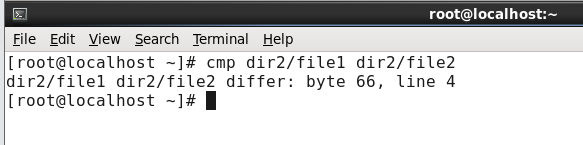 root@localhost:~
File Edit View Search Terminal Help
[root@localhost ~]# cmp dir2/file1 dir2/file2
dir2/file1 dir2/file2 differ: byte 66, line 4
[root@localhost ~]#